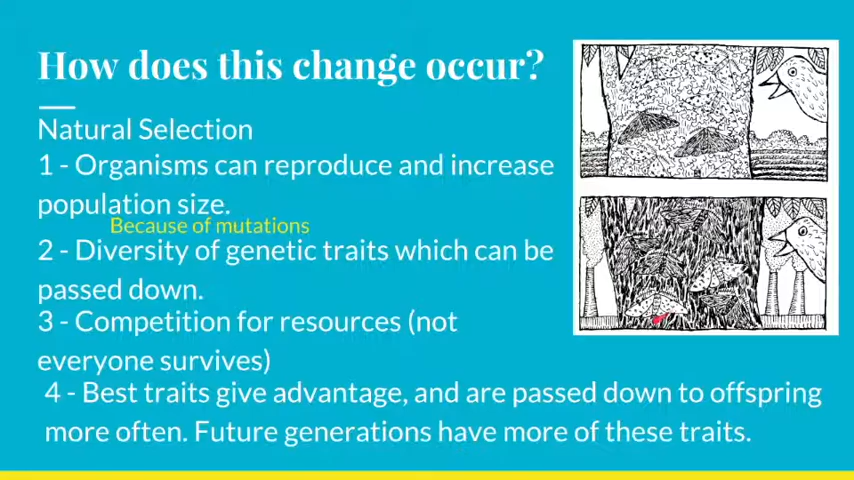 How does this change occur?
Natural Selection
1 - Organisms can reproduce and increase
population size.
Because of mutations
2 - Diversity of genetic traits which can be
passed down.
3 - Competition for resources (not
everyone survives)
4 - Best traits give advantage, and are passed down to offspring
more often. Future generations have more of these traits.